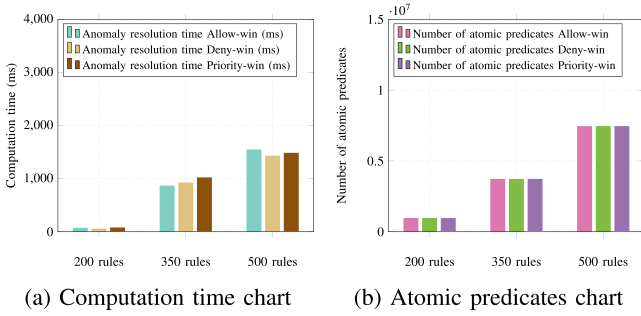 4,000
3,000
2,000
1,000
0
Computation time (ms)
Anomaly resolution time Allow-win (ms)
Anomaly resolution time Deny-win (ms)
Anomaly resolution time Priority-win (ms)
200 rules 350 rules 500 rules
(a) Computation time chart
·10⁷
1.5
1
0.5
0
Number of atomic predicates
Number of atomic predicates Allow-win
Number of atomic predicates Deny-win
Number of atomic predicates Priority-win
200 rules 350 rules 500 rules
(b) Atomic predicates chart